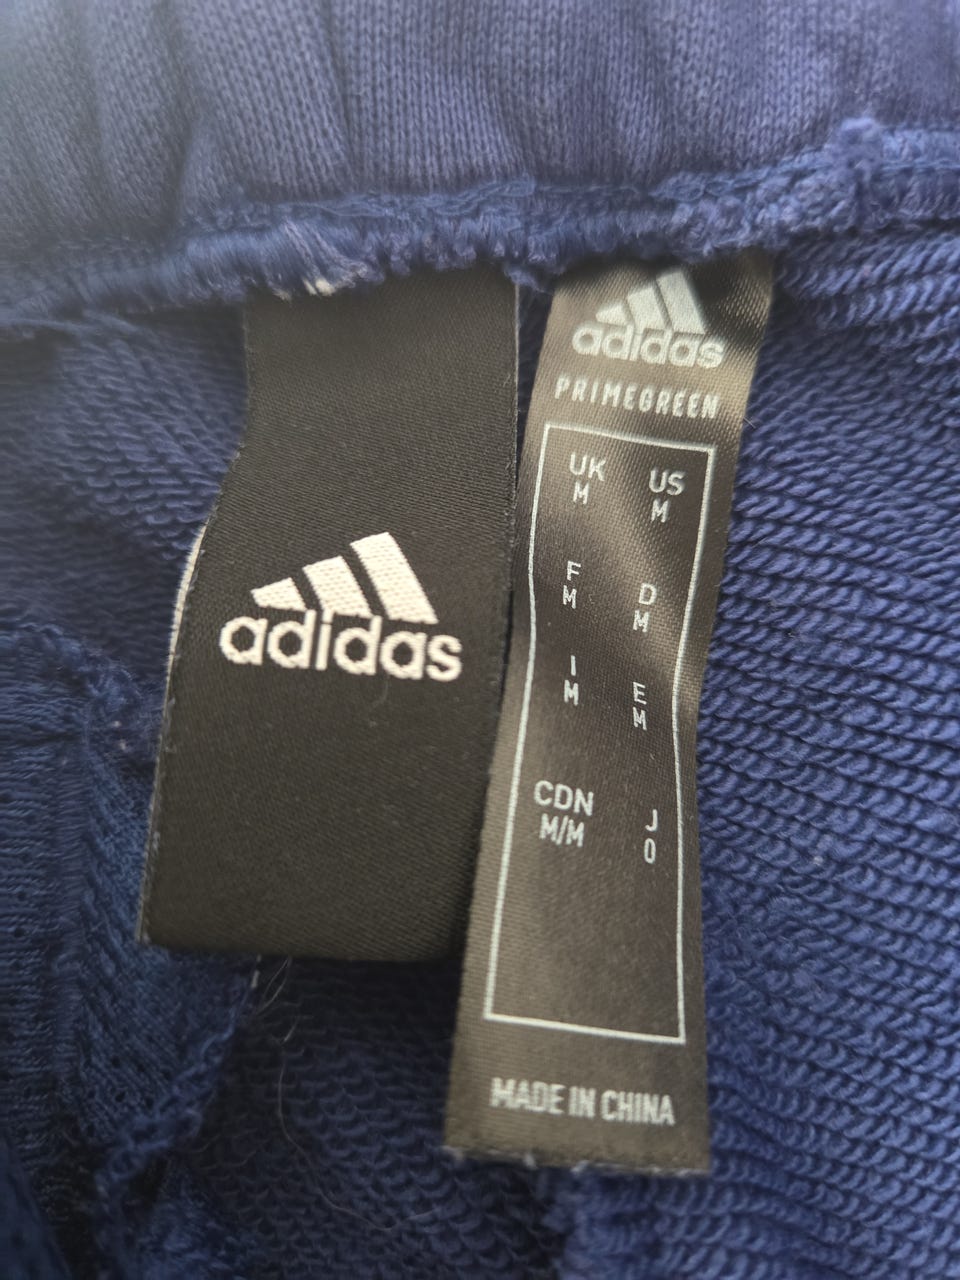 adidas
adidas
PRIMEGREEN
UK US
M M
F D
M M
I E
M M
CDN J
M/M O
MADE IN CHINA